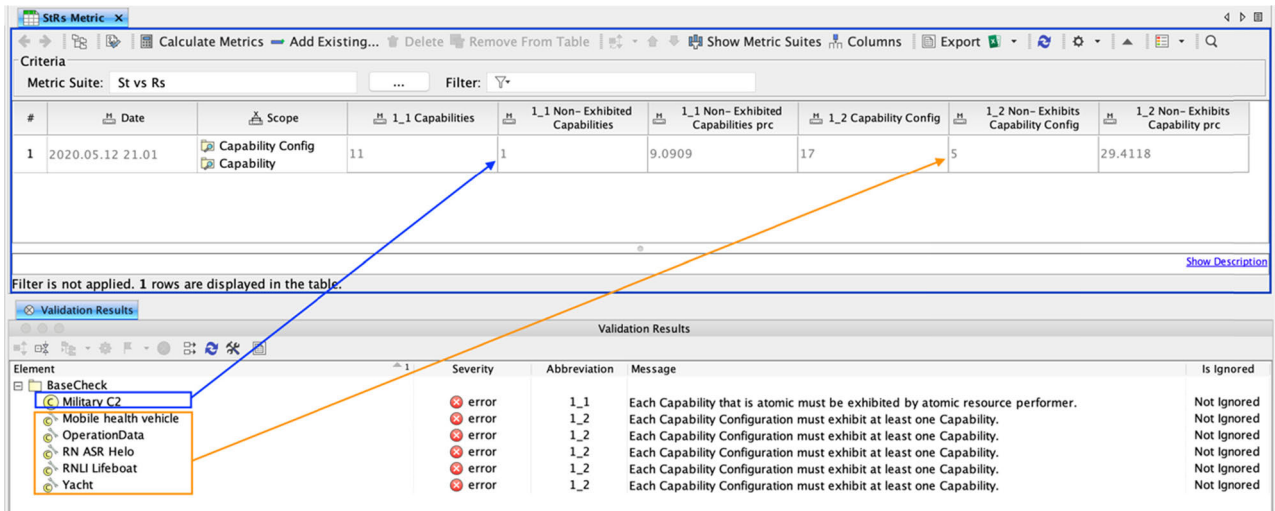 StRs Metric ×
Calculate Metrics Add Existing... Delete Remove From Table Show Metric Suites Columns Export
Criteria
Metric Suite: St vs Rs ... Filter:
# Date Scope 1_1 Capabilities 1_1 Non- Exhibited Capabilities 1_1 Non- Exhibited Capabilities prc 1_2 Capability Config 1_2 Non- Exhibits Capability Config 1_2 Non- Exhibits Capability prc
1 2020.05.12 21.01 Capability Config Capability 11 1 9.0909 17 5 29.4118
Show Description
Filter is not applied. 1 rows are displayed in the table.
Validation Results
Validation Results
Element 1 Severity Abbreviation Message Is Ignored
BaseCheck
Military C2 error 1_1 Each Capability that is atomic must be exhibited by atomic resource performer. Not Ignored
Mobile health vehicle error 1_2 Each Capability Configuration must exhibit at least one Capability. Not Ignored
OperationData error 1_2 Each Capability Configuration must exhibit at least one Capability. Not Ignored
RN ASR Helo error 1_2 Each Capability Configuration must exhibit at least one Capability. Not Ignored
RNLI Lifeboat error 1_2 Each Capability Configuration must exhibit at least one Capability. Not Ignored
Yacht error 1_2 Each Capability Configuration must exhibit at least one Capability. Not Ignored